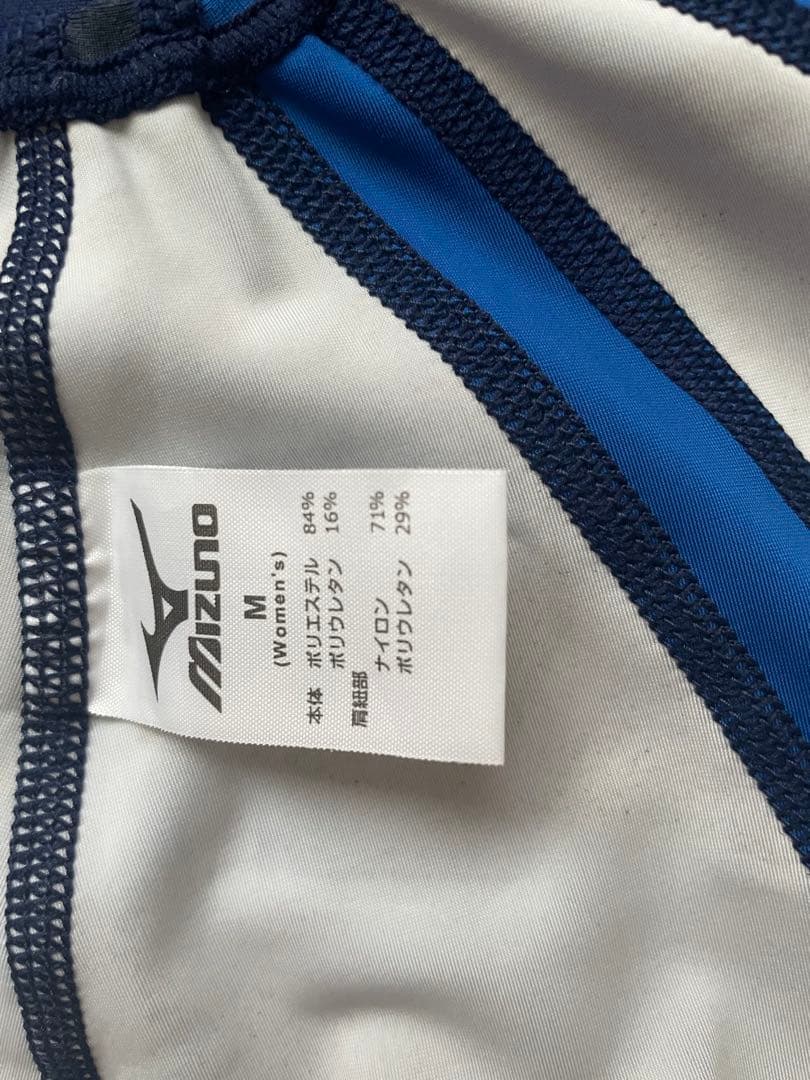 MIZUNO
M
(Women's)
本体 ポリエステル 84%
ポリウレタン 16%
肩紐部
ナイロン 71%
ポリウレタン 29%